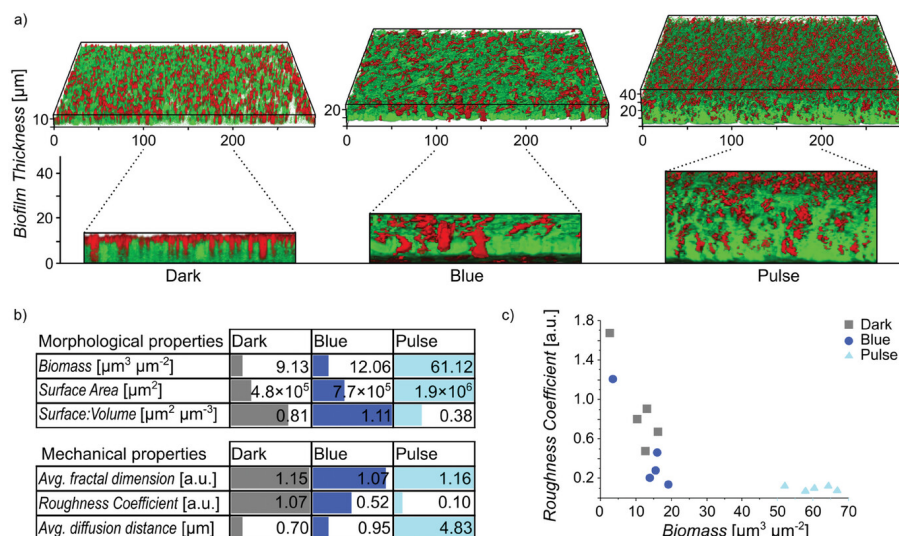 a)
Biofilm Thickness [μm]
10
0 100 200
20
0 100 200
40
20
0 100 200
40
20
0
Dark Blue Pulse
b)
Morphological properties Dark Blue Pulse
Biomass [μm³ μm⁻²] 9.13 12.06 61.12
Surface Area [μm²] 4.8×10⁵ 7.7×10⁵ 1.9×10⁶
Surface:Volume [μm² μm⁻³] 0.81 1.11 0.38
Mechanical properties Dark Blue Pulse
Avg. fractal dimension [a.u.] 1.15 1.07 1.16
Roughness Coefficient [a.u.] 1.07 0.52 0.10
Avg. diffusion distance [μm] 0.70 0.95 4.83
c)
Roughness Coefficient [a.u.]
1.8
1.4
1.0
0.6
0.2
0 10 20 30 40 50 60 70
Biomass [μm³ μm⁻²]
Dark
Blue
Pulse